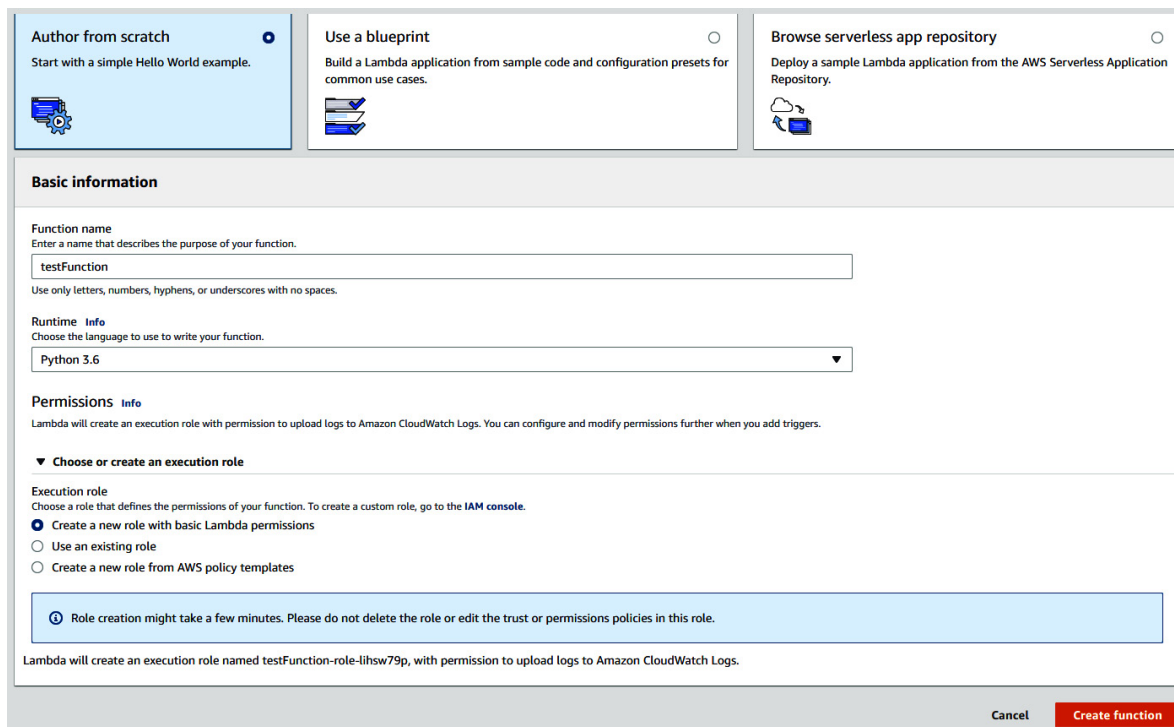 Author from scratch
Start with a simple Hello World example.
Use a blueprint
Build a Lambda application from sample code and configuration presets for
common use cases.
Browse serverless app repository
Deploy a sample Lambda application from the AWS Serverless Application
Repository.
Basic information
Function name
Enter a name that describes the purpose of your function.
testFunction
Use only letters, numbers, hyphens, or underscores with no spaces.
Runtime Info
Choose the language to use to write your function.
Python 3.6
Permissions Info
Lambda will create an execution role with permission to upload logs to Amazon CloudWatch Logs. You can configure and modify permissions further when you add triggers.
Choose or create an execution role
Execution role
Choose a role that defines the permissions of your function. To create a custom role, go to the IAM console.
Create a new role with basic Lambda permissions
Use an existing role
Create a new role from AWS policy templates
Role creation might take a few minutes. Please do not delete the role or edit the trust or permissions policies in this role.
Lambda will create an execution role named testFunction-role-lihsw79p, with permission to upload logs to Amazon CloudWatch Logs.
Cancel
Create function